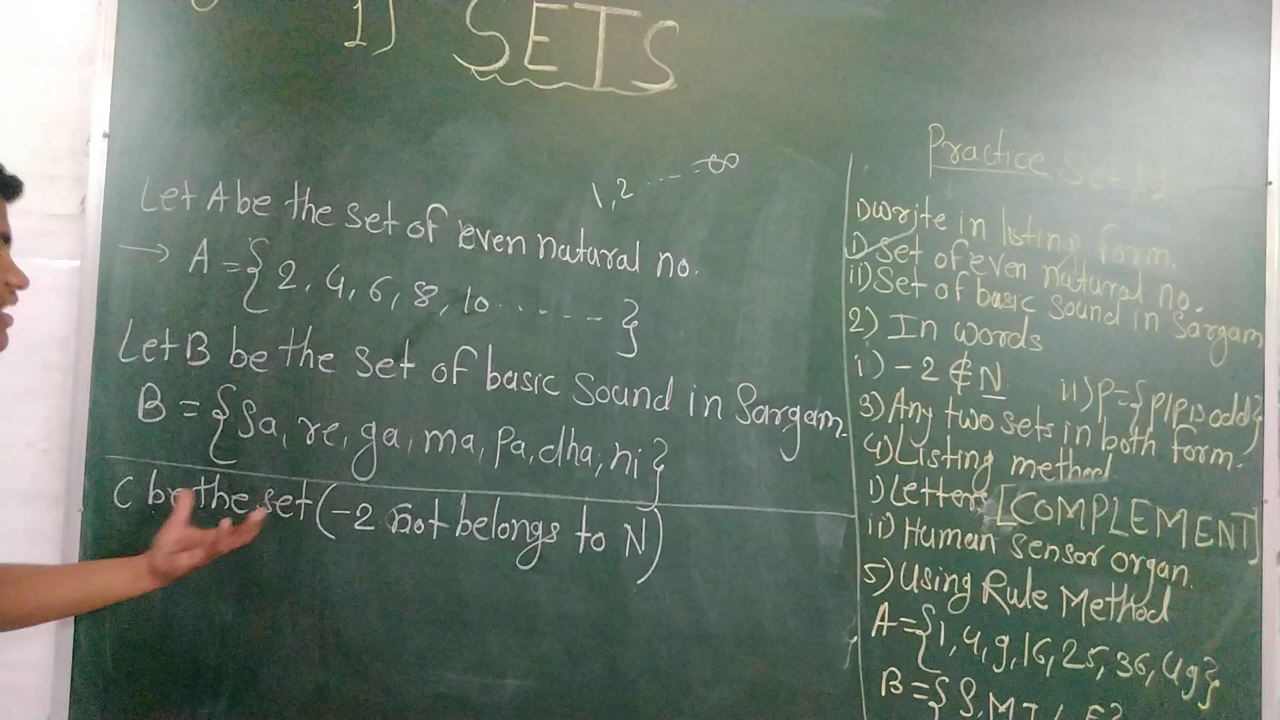 1) SETS
1,2 ------∞
Let A be the set of even natural no.
→ A = {2, 4, 6, 8, 10 ------ }
Let B be the set of basic Sound in Sargam.
B = {Sa, re, ga, ma, Pa, dha, ni}
C be the set (-2 not belongs to N)
Practice Set
1) write in listing form.
i) Set of even natural no.
ii) Set of basic sound in Sargam
2) In words
i) -2 ∉ N ii) P={p|p is odd}
3) Any two sets in both form.
4) Listing method
i) Letters [COMPLEMENT]
ii) Human sensor organ.
5) Using Rule Method
A={1,4,9,16,25,36,49}
B={S,M,I,L,E}